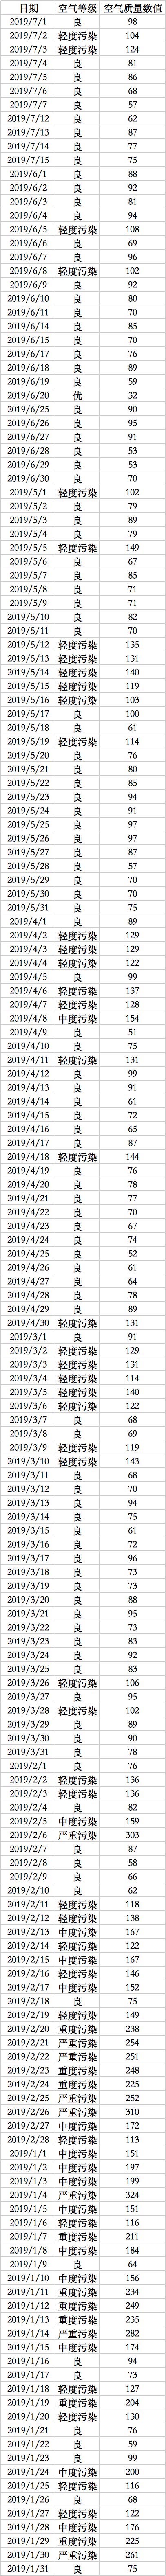 日期 空气等级 空气质量数值
2019/7/1 良 98
2019/7/2 轻度污染 104
2019/7/3 轻度污染 124
2019/7/4 良 81
2019/7/5 良 86
2019/7/6 良 68
2019/7/7 良 57
2019/7/12 良 62
2019/7/13 良 87
2019/7/14 良 77
2019/7/15 良 75
2019/6/1 良 88
2019/6/2 良 92
2019/6/3 良 81
2019/6/4 良 94
2019/6/5 轻度污染 108
2019/6/6 良 69
2019/6/7 良 96
2019/6/8 轻度污染 102
2019/6/9 良 92
2019/6/10 良 80
2019/6/11 良 70
2019/6/14 良 85
2019/6/15 良 70
2019/6/17 良 76
2019/6/18 良 89
2019/6/19 良 59
2019/6/20 优 32
2019/6/25 良 90
2019/6/26 良 95
2019/6/27 良 91
2019/6/28 良 53
2019/6/29 良 53
2019/6/30 良 70
2019/5/1 轻度污染 102
2019/5/2 良 79
2019/5/3 良 89
2019/5/4 良 79
2019/5/5 轻度污染 149
2019/5/6 良 67
2019/5/7 良 85
2019/5/8 良 71
2019/5/9 良 71
2019/5/10 良 82
2019/5/11 良 70
2019/5/12 轻度污染 135
2019/5/13 轻度污染 131
2019/5/14 轻度污染 140
2019/5/15 轻度污染 119
2019/5/16 轻度污染 103
2019/5/17 良 100
2019/5/18 良 61
2019/5/19 轻度污染 114
2019/5/20 良 76
2019/5/21 良 80
2019/5/22 良 85
2019/5/23 良 94
2019/5/24 良 91
2019/5/25 良 97
2019/5/26 良 97
2019/5/27 良 87
2019/5/28 良 57
2019/5/29 良 70
2019/5/30 良 70
2019/5/31 良 75
2019/4/1 良 89
2019/4/2 轻度污染 129
2019/4/3 轻度污染 129
2019/4/4 轻度污染 122
2019/4/5 良 99
2019/4/6 轻度污染 137
2019/4/7 轻度污染 128
2019/4/8 中度污染 154
2019/4/9 良 51
2019/4/10 良 75
2019/4/11 轻度污染 131
2019/4/12 良 99
2019/4/13 良 91
2019/4/14 良 61
2019/4/15 良 72
2019/4/16 良 65
2019/4/17 良 87
2019/4/18 轻度污染 144
2019/4/19 良 76
2019/4/20 良 78
2019/4/21 良 77
2019/4/22 良 70
2019/4/23 良 67
2019/4/24 良 74
2019/4/25 良 52
2019/4/26 良 61
2019/4/27 良 64
2019/4/28 良 78
2019/4/29 良 89
2019/4/30 轻度污染 131
2019/3/1 良 91
2019/3/2 轻度污染 129
2019/3/3 轻度污染 131
2019/3/4 轻度污染 114
2019/3/5 轻度污染 140
2019/3/6 轻度污染 122
2019/3/7 良 68
2019/3/8 良 69
2019/3/9 轻度污染 119
2019/3/10 轻度污染 143
2019/3/11 良 68
2019/3/12 良 70
2019/3/13 良 94
2019/3/14 良 75
2019/3/15 良 61
2019/3/16 良 72
2019/3/17 良 96
2019/3/18 良 73
2019/3/19 良 73
2019/3/20 良 88
2019/3/21 良 95
2019/3/22 良 73
2019/3/23 良 83
2019/3/24 良 92
2019/3/25 良 83
2019/3/26 轻度污染 106
2019/3/27 良 95
2019/3/28 轻度污染 102
2019/3/29 良 89
2019/3/30 良 90
2019/3/31 良 78
2019/2/1 良 76
2019/2/2 轻度污染 136
2019/2/3 轻度污染 136
2019/2/4 良 82
2019/2/5 中度污染 159
2019/2/6 严重污染 303
2019/2/7 良 87
2019/2/8 良 58
2019/2/9 良 66
2019/2/10 良 62
2019/2/11 轻度污染 118
2019/2/12 轻度污染 138
2019/2/13 中度污染 167
2019/2/14 轻度污染 122
2019/2/15 中度污染 167
2019/2/16 轻度污染 146
2019/2/17 中度污染 152
2019/2/18 良 75
2019/2/19 轻度污染 149
2019/2/20 重度污染 238
2019/2/21 严重污染 254
2019/2/22 严重污染 251
2019/2/23 重度污染 248
2019/2/24 重度污染 225
2019/2/25 严重污染 252
2019/2/26 严重污染 310
2019/2/27 中度污染 172
2019/2/28 轻度污染 113
2019/1/1 中度污染 151
2019/1/2 中度污染 197
2019/1/3 中度污染 199
2019/1/4 严重污染 324
2019/1/5 中度污染 151
2019/1/6 轻度污染 116
2019/1/7 重度污染 211
2019/1/8 中度污染 184
2019/1/9 良 64
2019/1/10 中度污染 156
2019/1/11 重度污染 234
2019/1/12 重度污染 249
2019/1/13 重度污染 235
2019/1/14 严重污染 282
2019/1/15 中度污染 174
2019/1/16 良 94
2019/1/17 良 73
2019/1/18 轻度污染 127
2019/1/19 重度污染 204
2019/1/20 轻度污染 130
2019/1/21 良 76
2019/1/22 良 59
2019/1/23 良 99
2019/1/24 中度污染 200
2019/1/25 轻度污染 116
2019/1/26 良 68
2019/1/27 轻度污染 122
2019/1/28 中度污染 176
2019/1/29 重度污染 225
2019/1/30 严重污染 261
2019/1/31 良 75